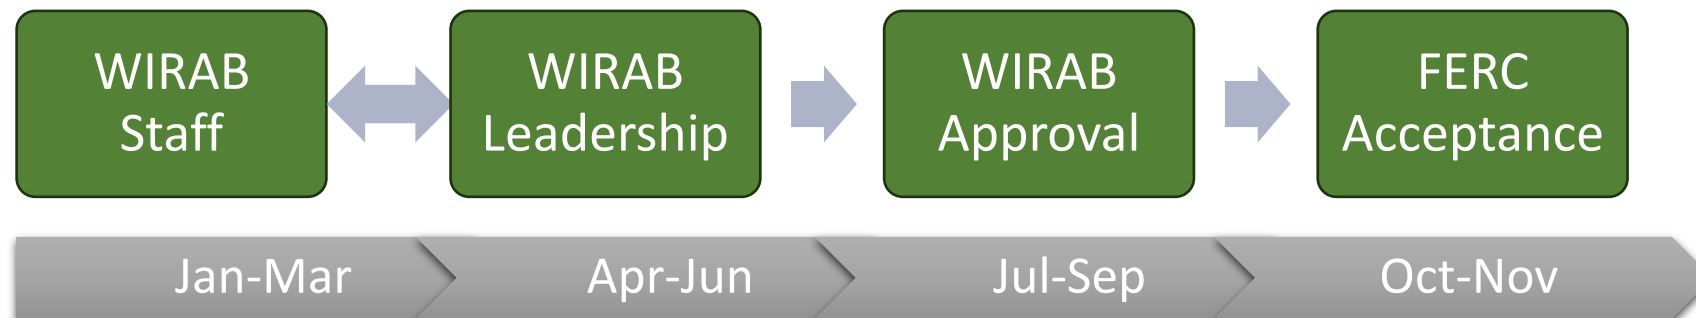 WIRAB
Staff
WIRAB
Leadership
WIRAB
Approval
FERC
Acceptance
Jan-Mar
Apr-Jun
Jul-Sep
Oct-Nov